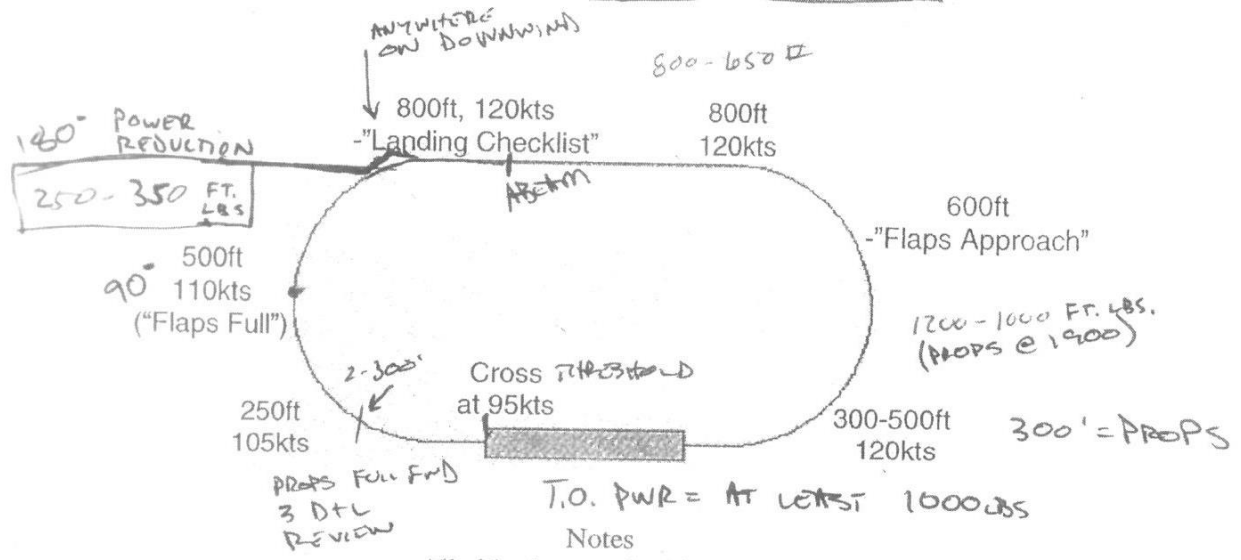 ANYWHERE
ON DOWNWIND
180° POWER
REDUCTION
250-350 FT.
LBS
800ft, 120kts
-"Landing Checklist"
ABEAM
800-650
800ft
120kts
600ft
-"Flaps Approach"
1200-1000 FT. LBS.
(PROPS @ 1900)
90°
500ft
110kts
("Flaps Full")
2-300'
Cross THRESHOLD
at 95kts
250ft
105kts
300-500ft
120kts
300' = PROPS
PROPS FULL FWD
3 D+L
REVIEW
T.O. PWR = AT LEAST 1000LBS
Notes